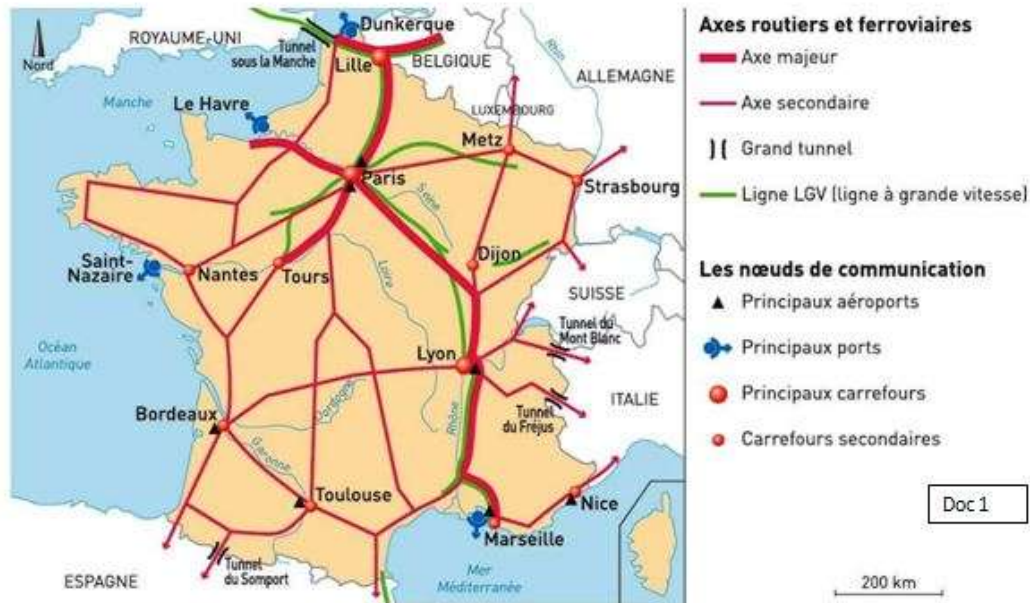 Nord
ROYAUME-UNI
Tunnel
sous la Manche
Dunkerque
Lille
BELGIQUE
Rhin
ALLEMAGNE
Manche
Le Havre
LUXEMBOURG
Metz
Paris
Seine
Strasbourg
Saint-
Nazaire
Nantes
Tours
Loire
Dijon
SUISSE
Océan
Atlantique
Lyon
Tunnel du
Mont Blanc
Bordeaux
Dordogne
Rhône
Tunnel
du Fréjus
ITALIE
Garonne
Toulouse
Nice
Marseille
Tunnel
du Somport
ESPAGNE
Mer
Méditerranée
Axes routiers et ferroviaires
Axe majeur
Axe secondaire
Grand tunnel
Ligne LGV (ligne à grande vitesse)
Les nœuds de communication
Principaux aéroports
Principaux ports
Principaux carrefours
Carrefours secondaires
Doc 1
200 km